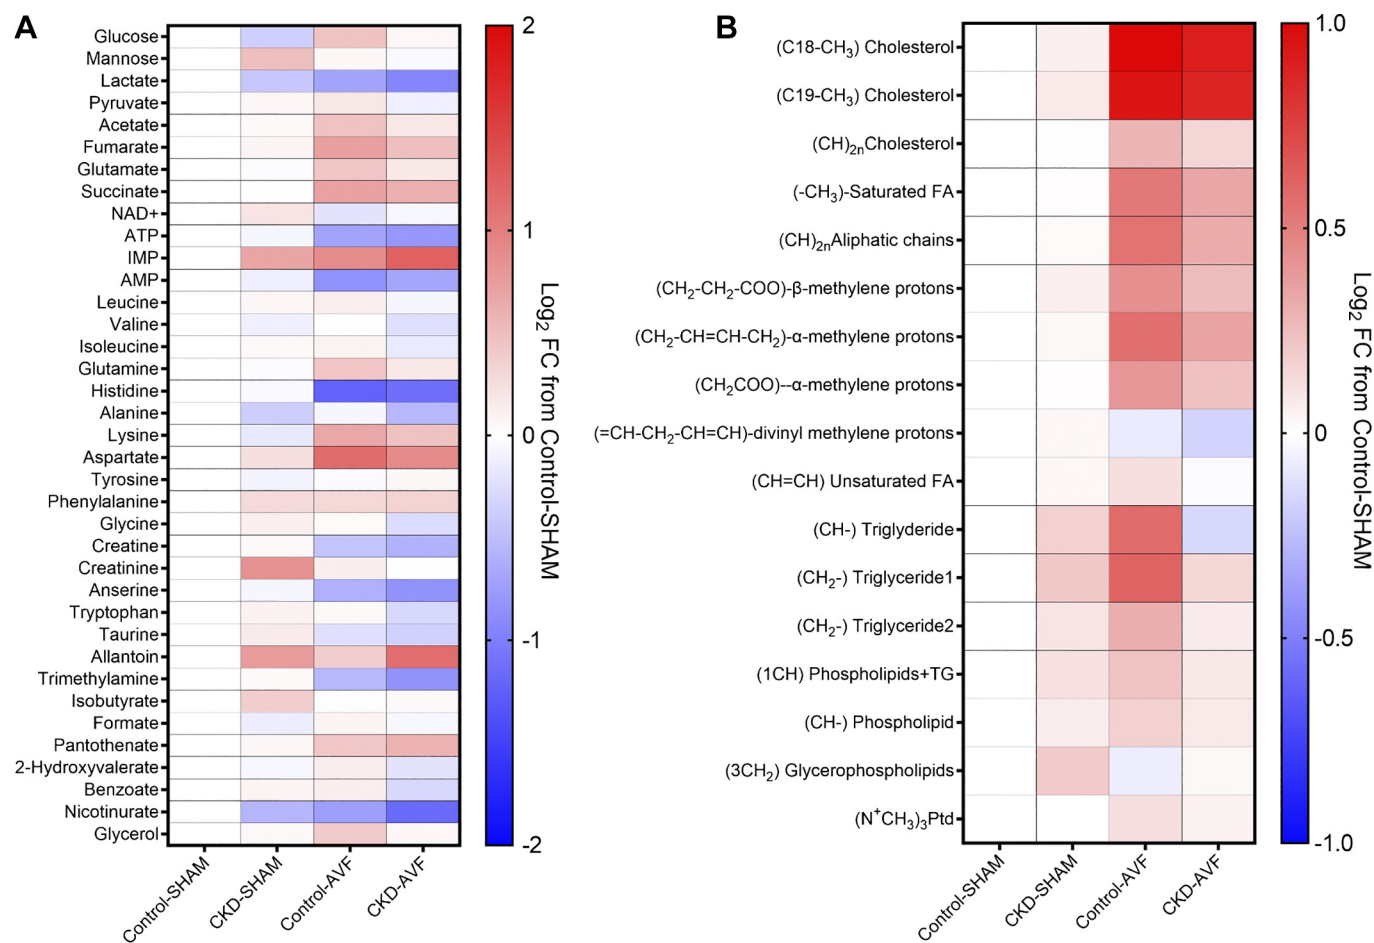 A
Glucose
Mannose
Lactate
Pyruvate
Acetate
Fumarate
Glutamate
Succinate
NAD+
ATP
IMP
AMP
Leucine
Valine
Isoleucine
Glutamine
Histidine
Alanine
Lysine
Aspartate
Tyrosine
Phenylalanine
Glycine
Creatine
Creatinine
Anserine
Tryptophan
Taurine
Allantoin
Trimethylamine
Isobutyrate
Formate
Pantothenate
2-Hydroxyvalerate
Benzoate
Nicotinurate
Glycerol
Control-SHAM
CKD-SHAM
Control-AVF
CKD-AVF
2
1
0
-1
-2
Log₂ FC from Control-SHAM
B
(C18-CH₃) Cholesterol
(C19-CH₃) Cholesterol
(CH)₂ₙCholesterol
(-CH₃)-Saturated FA
(CH)₂ₙAliphatic chains
(CH₂-CH₂-COO)-β-methylene protons
(CH₂-CH=CH-CH₂)-α-methylene protons
(CH₂COO)--α-methylene protons
(=CH-CH₂-CH=CH)-divinyl methylene protons
(CH=CH) Unsaturated FA
(CH-) Triglyderide
(CH₂-) Triglyceride1
(CH₂-) Triglyceride2
(1CH) Phospholipids+TG
(CH-) Phospholipid
(3CH₂) Glycerophospholipids
(N⁺CH₃)₃Ptd
Control-SHAM
CKD-SHAM
Control-AVF
CKD-AVF
1.0
0.5
0
-0.5
-1.0
Log₂ FC from Control-SHAM